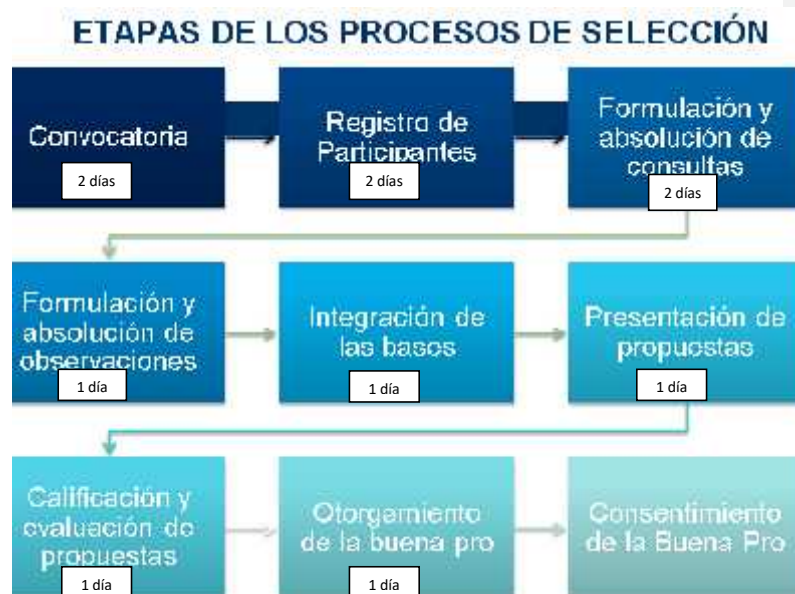 ETAPAS DE LOS PROCESOS DE SELECCIÓN
Convocatoria
2 días
Registro de
Participantes
2 días
Formulación y
absolución de
consultas
2 días
Formulación y
absolución de
observaciones
1 día
Integración de
las bases
1 día
Presentación de
propuestas
1 día
Calificación y
evaluación de
propuestas
1 día
Otorgamiento
de la buena pro
1 día
Consentimiento
de la Buena Pro